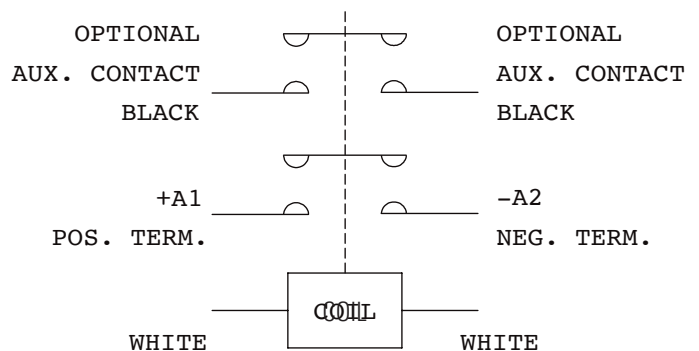 OPTIONAL
AUX. CONTACT
BLACK
OPTIONAL
AUX. CONTACT
BLACK
+A1
POS. TERM.
-A2
NEG. TERM.
COIL
WHITE
WHITE